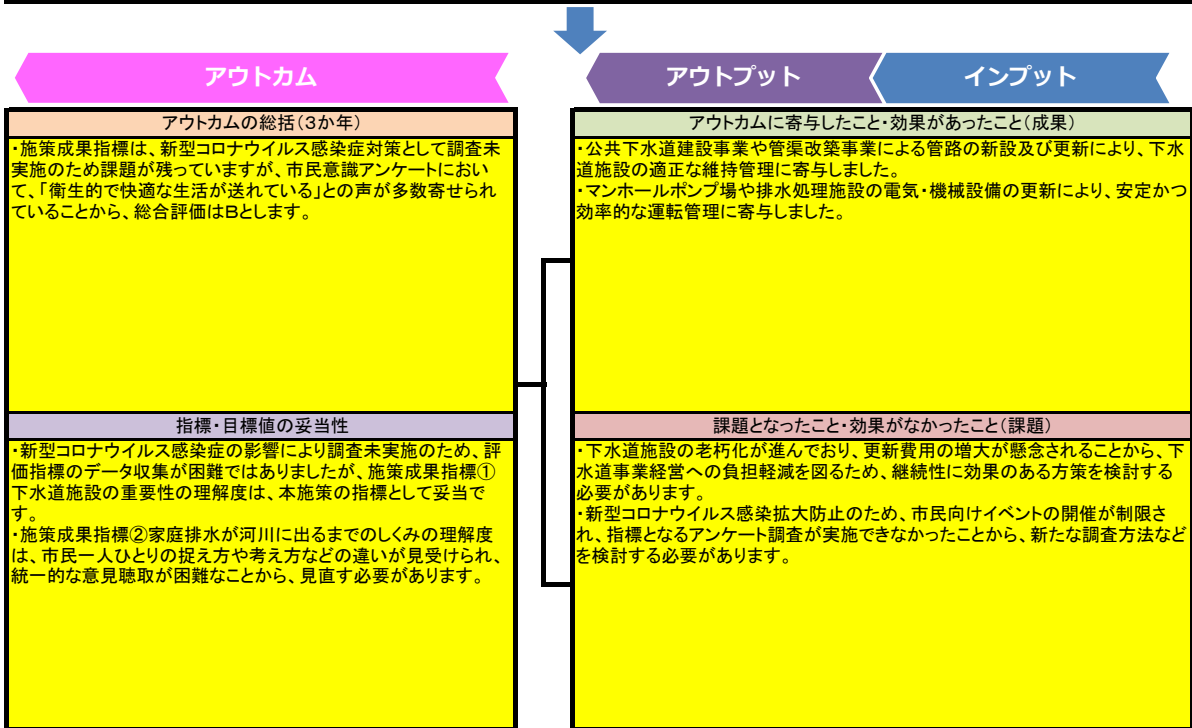 アウトカム
アウトプット
インプット
アウトカムの総括(3か年)
・施策成果指標は、新型コロナウイルス感染症対策として調査未
実施のため課題が残っていますが、市民意識アンケートにおい
て、「衛生的で快適な生活が送れている」との声が多数寄せられ
ていることから、総合評価はBとします。
指標・目標値の妥当性
・新型コロナウイルス感染症の影響により調査未実施のため、評
価指標のデータ収集が困難ではありましたが、施策成果指標①
下水道施設の重要性の理解度は、本施策の指標として妥当で
す。
・施策成果指標②家庭排水が河川に出るまでのしくみの理解度
は、市民一人ひとりの捉え方や考え方などの違いが見受けられ、
統一的な意見聴取が困難なことから、見直す必要があります。
アウトカムに寄与したこと・効果があったこと(成果)
・公共下水道建設事業や管渠改築事業による管路の新設及び更新により、下水
道施設の適正な維持管理に寄与しました。
・マンホールポンプ場や排水処理施設の電気・機械設備の更新により、安定かつ
効率的な運転管理に寄与しました。
課題となったこと・効果がなかったこと(課題)
・下水道施設の老朽化が進んでおり、更新費用の増大が懸念されることから、下
水道事業経営への負担軽減を図るため、継続性に効果のある方策を検討する
必要があります。
・新型コロナウイルス感染拡大防止のため、市民向けイベントの開催が制限さ
れ、指標となるアンケート調査が実施できなかったことから、新たな調査方法など
を検討する必要があります。